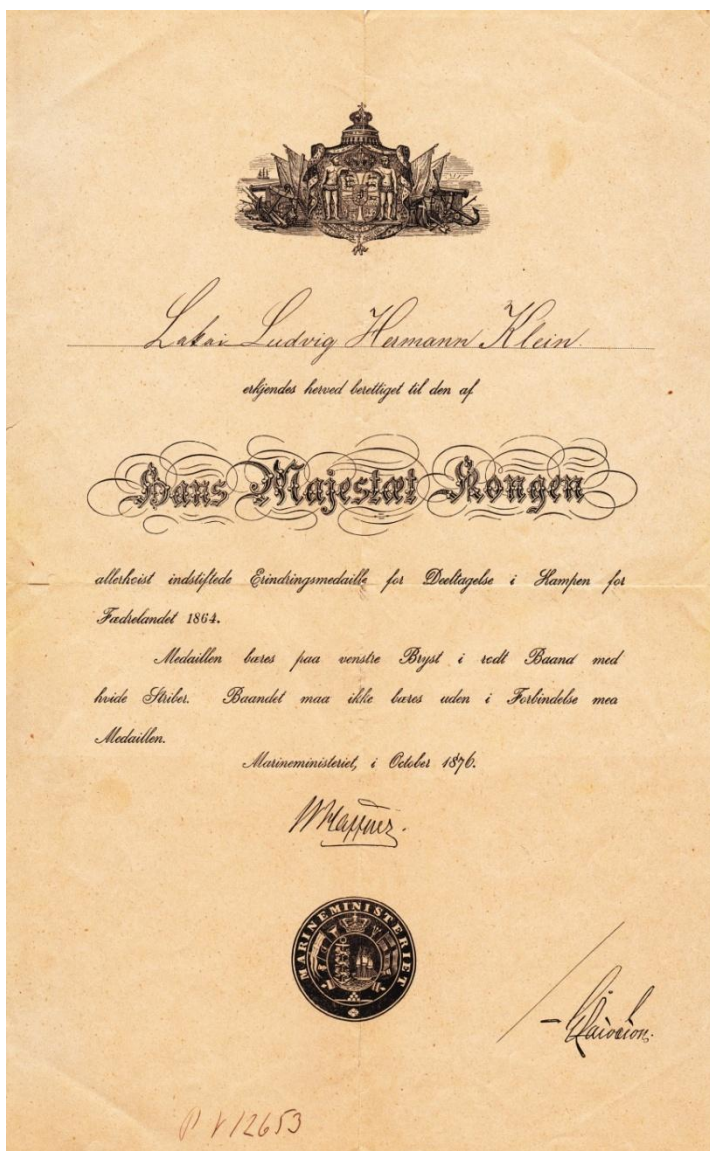 Lakai Ludvig Hermann Klein.
erkjendes herved berettiget til den af
Hans Majestæt Kongen
allerhøist indstiftede Erindringsmedaille for Deeltagelse i Kampen for
Fædrelandet 1864.
Medaillen bæres paa venstre Bryst i rødt Baand med
hvide Striber. Baandet maa ikke bæres uden i Forbindelse med
Medaillen.
Marineministeriet, i October 1876.
MARINEMINISTERIET
P V 12653